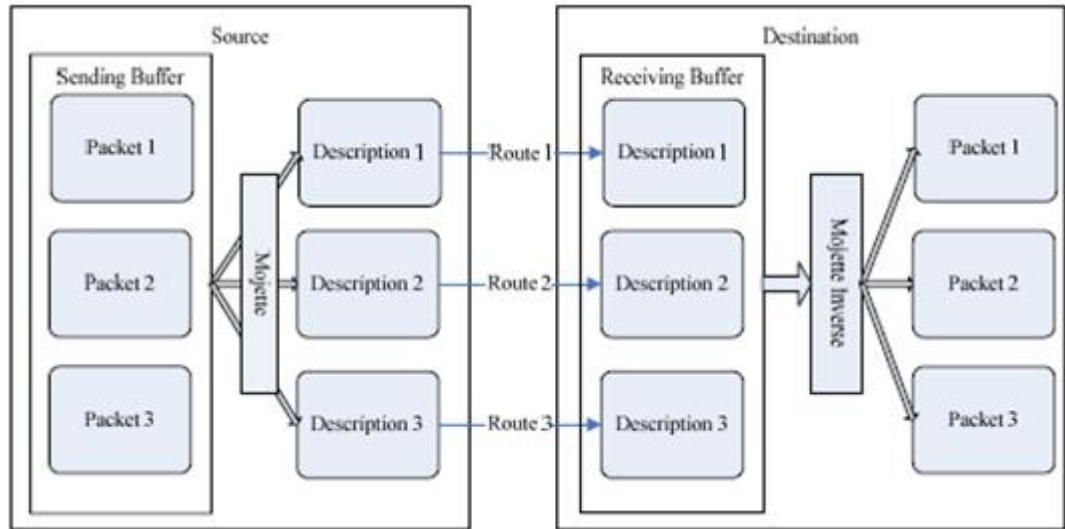 Source
Sending Buffer
Packet 1
Packet 2
Packet 3
Mojette
Description 1
Description 2
Description 3
Route 1
Route 2
Route 3
Destination
Receiving Buffer
Description 1
Description 2
Description 3
Mojette Inverse
Packet 1
Packet 2
Packet 3